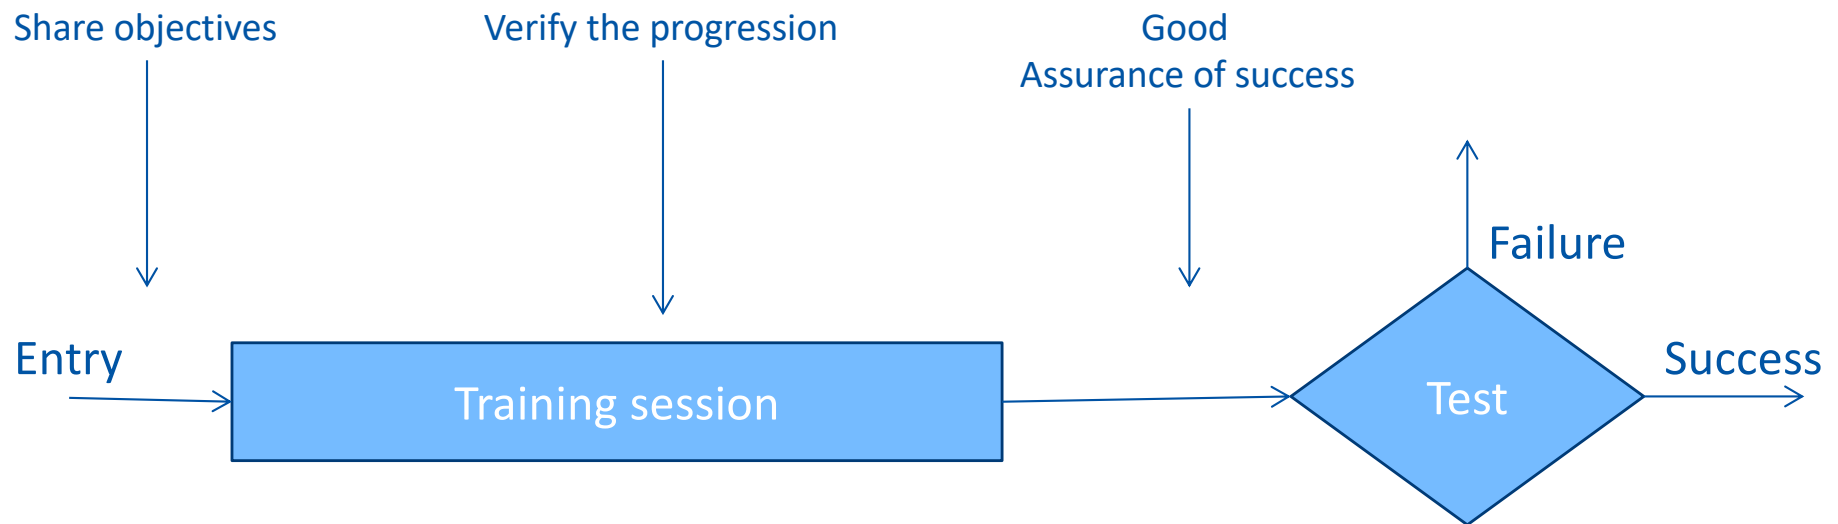 Share objectives
Verify the progression
Good
Assurance of success
Failure
Entry
Success
Training session
Test